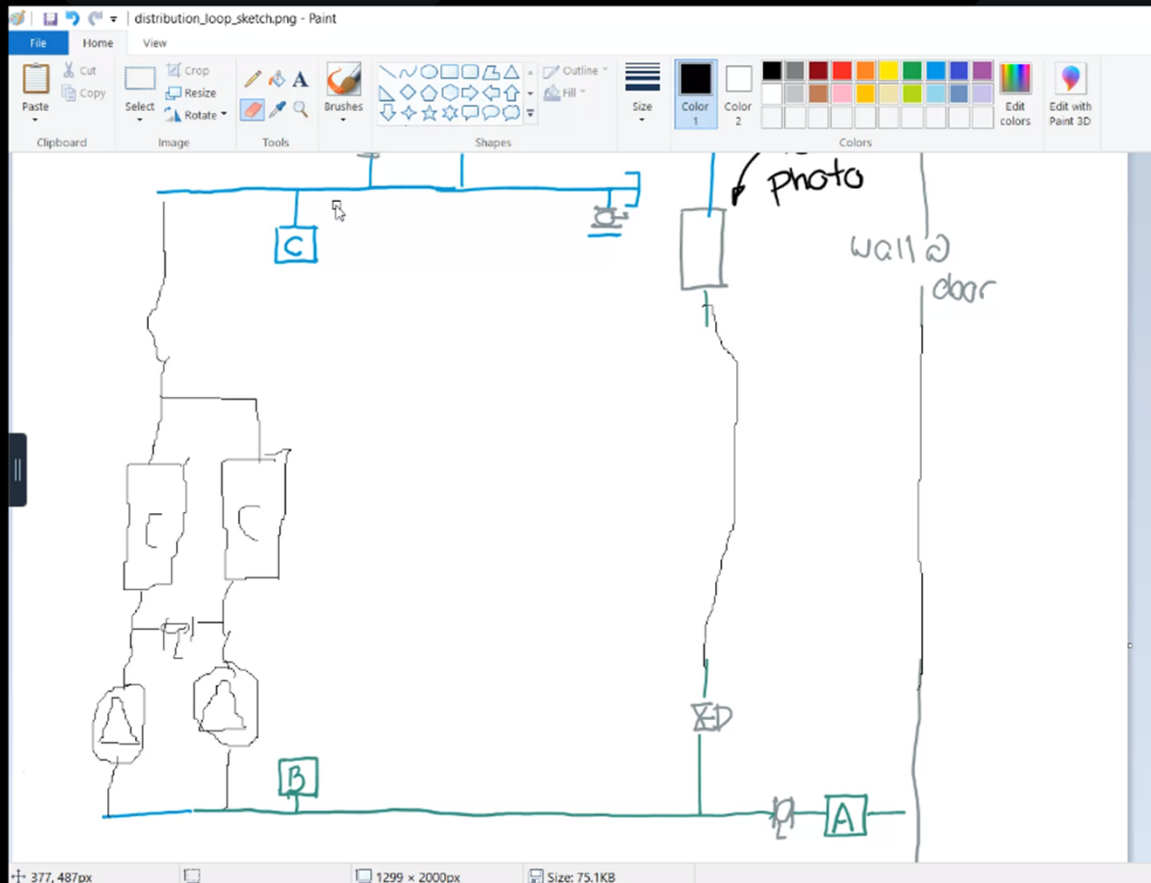 distribution_loop_sketch.png - Paint
File
Home
View
Paste
Cut
Copy
Clipboard
Select
Crop
Resize
Rotate
Image
A
Tools
Brushes
Shapes
Outline
Fill
Size
Color
1
Color
2
Edit
colors
Edit with
Paint 3D
Colors
photo
C
wall @
door
C
B
A
377, 487px
1299 × 2000px
Size: 75.1KB